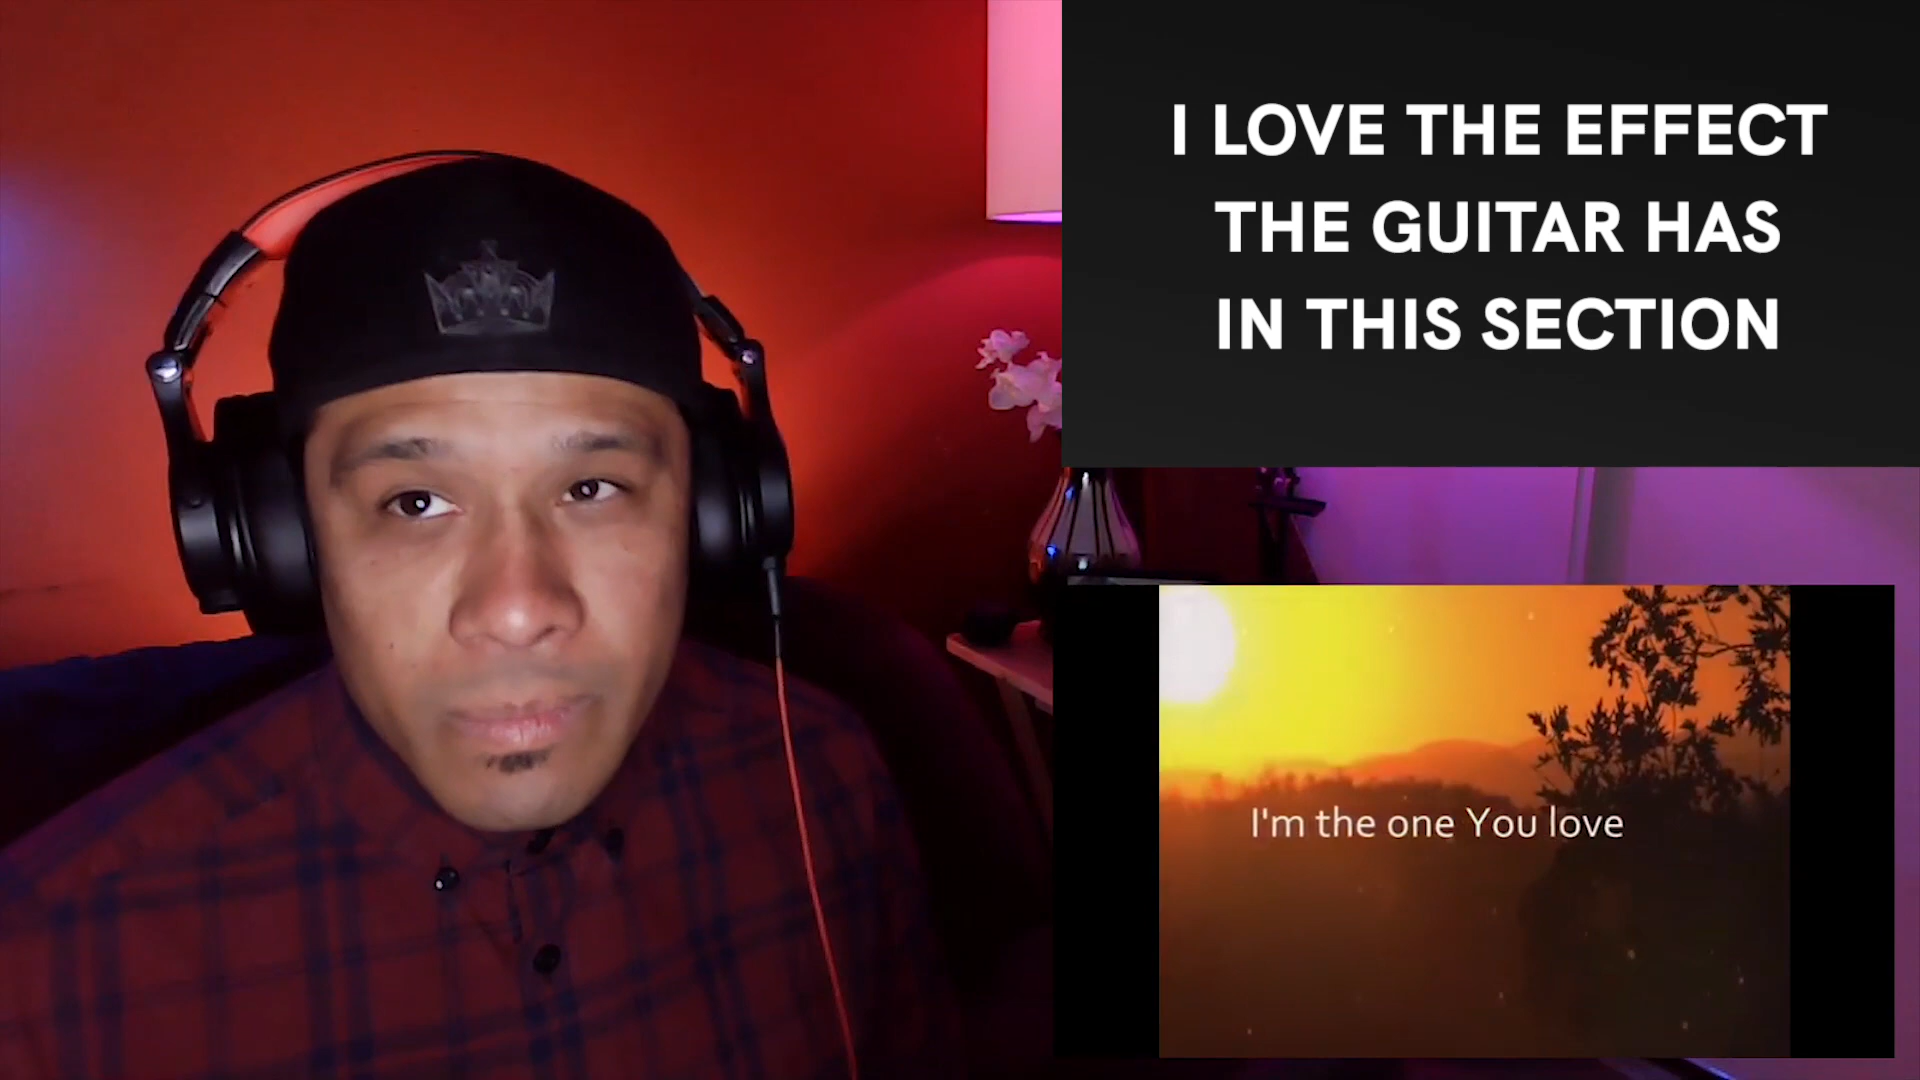 I LOVE THE EFFECT
THE GUITAR HAS
IN THIS SECTION
I'm the one You love